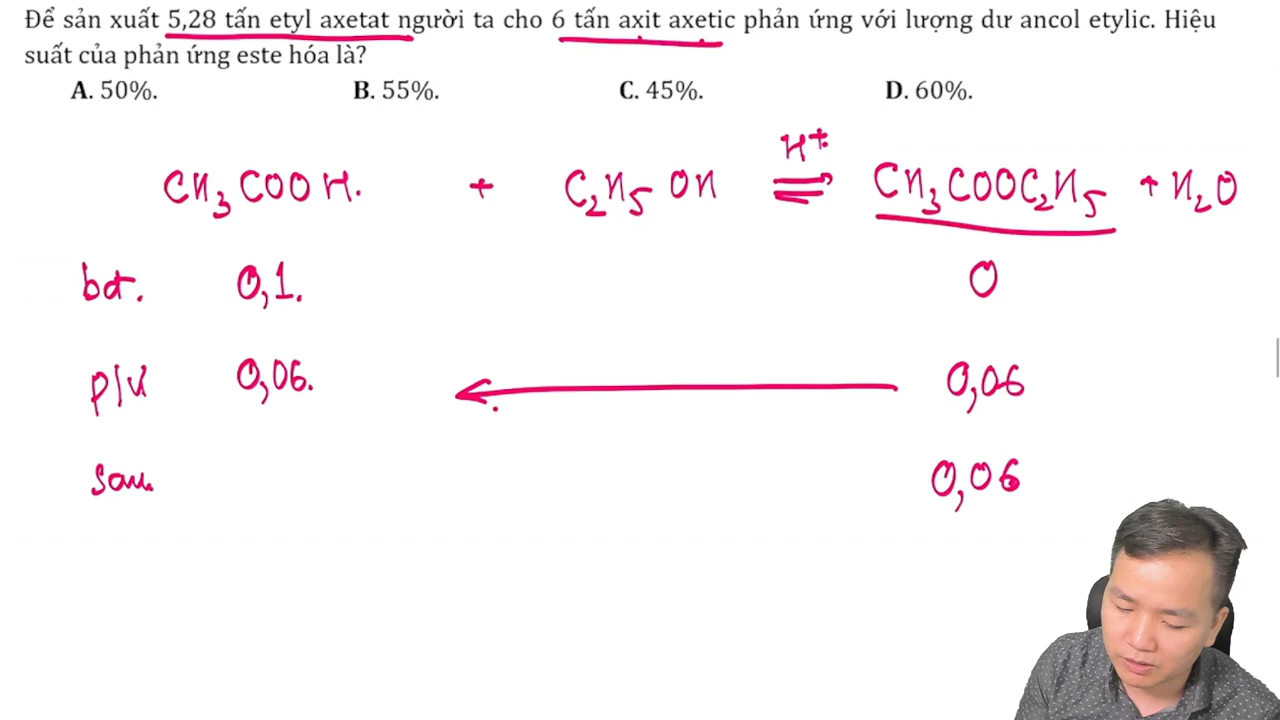 Để sản xuất 5,28 tấn etyl axetat người ta cho 6 tấn axit axetic phản ứng với lượng dư ancol etylic. Hiệu
suất của phản ứng este hóa là?
A. 50%. B. 55%. C. 45%. D. 60%.
H⁺
CH₃COOH. + C₂H₅OH ⇌ CH₃COOC₂H₅ + H₂O
bđ. 0,1. 0
p/ư 0,06. 0,06
sau. 0,06